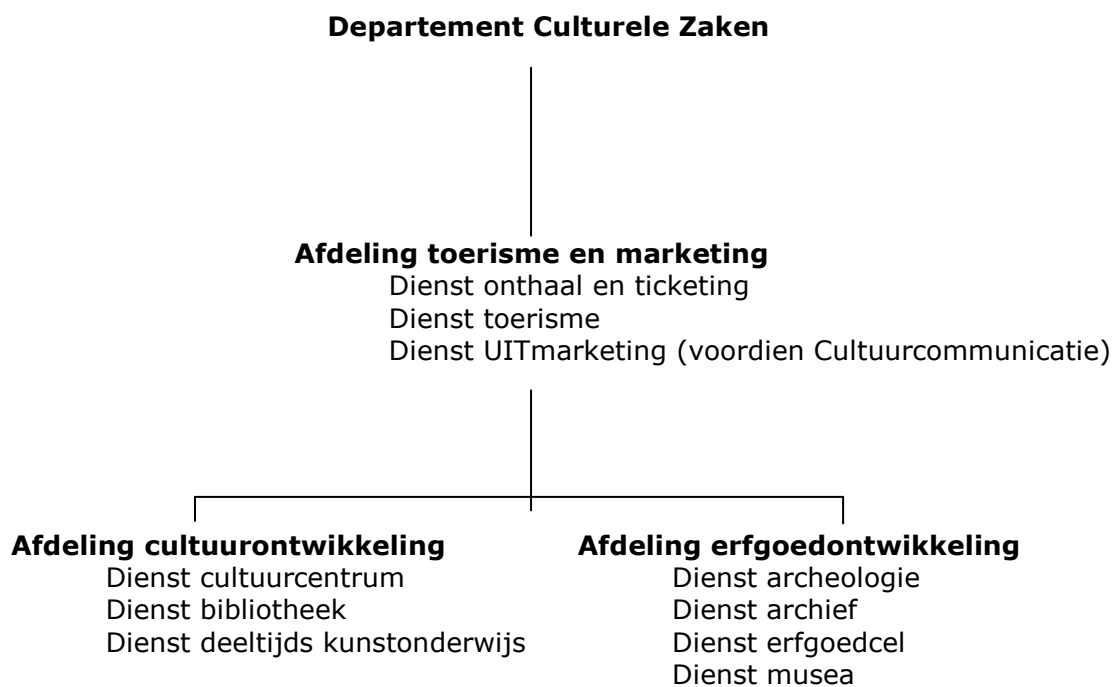 Departement Culturele Zaken
Afdeling toerisme en marketing
Dienst onthaal en ticketing
Dienst toerisme
Dienst UITmarketing (voordien Cultuurcommunicatie)
Afdeling cultuurontwikkeling
Dienst cultuurcentrum
Dienst bibliotheek
Dienst deeltijds kunstonderwijs
Afdeling erfgoedontwikkeling
Dienst archeologie
Dienst archief
Dienst erfgoedcel
Dienst musea